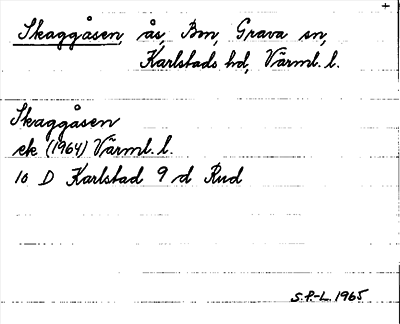 +
Skaggåsen, ås, Bm, Grava sn,
Karlstads hd, Värml. l.
Skaggåsen
ek (1964) Värml. l.
10 D Karlstad 9 d Rud
S.P.-L. 1965